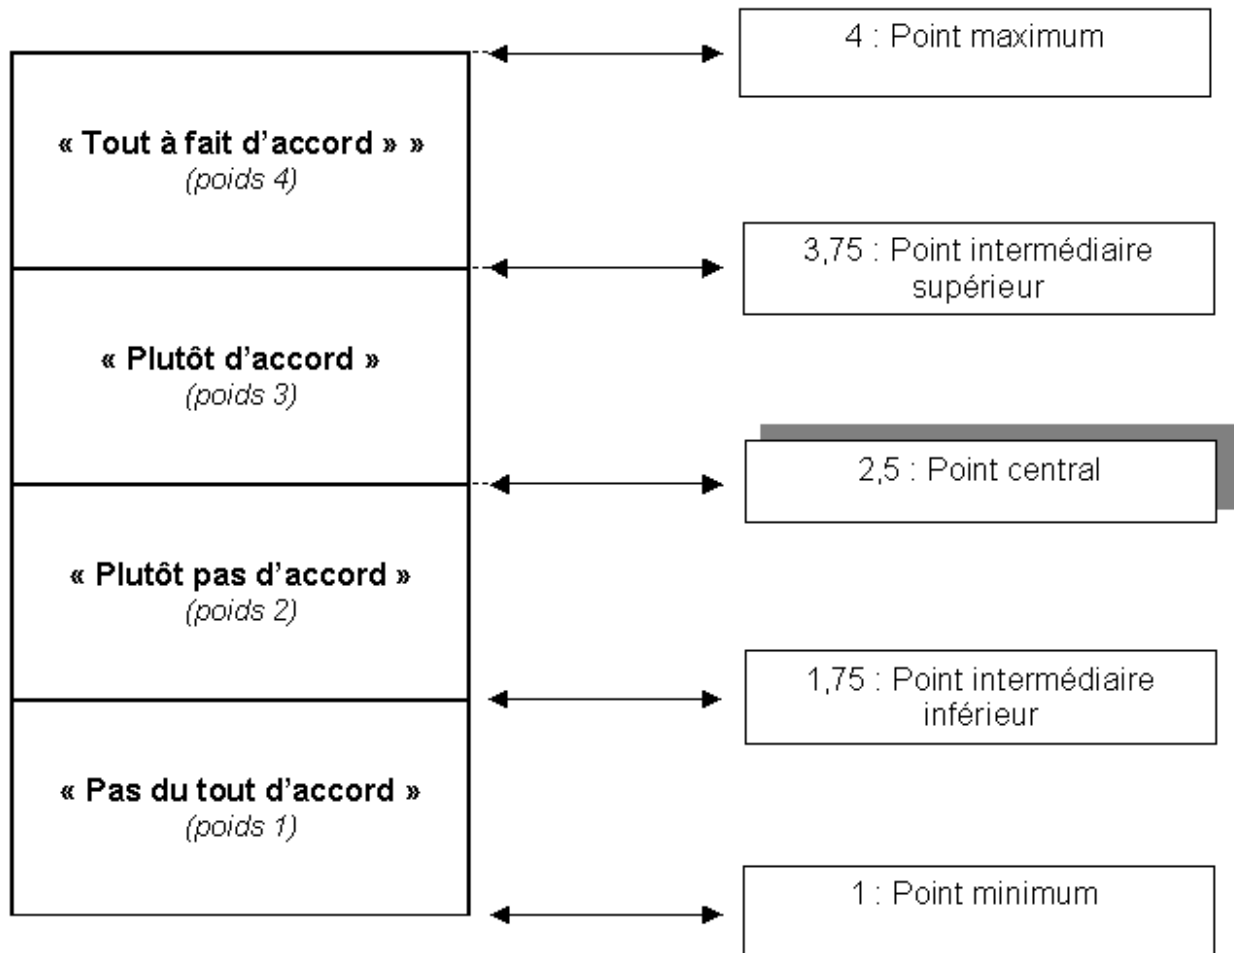 4 : Point maximum
« Tout à fait d'accord » »
(poids 4)
3,75 : Point intermédiaire
supérieur
« Plutôt d'accord »
(poids 3)
2,5 : Point central
« Plutôt pas d'accord »
(poids 2)
1,75 : Point intermédiaire
inférieur
« Pas du tout d'accord »
(poids 1)
1 : Point minimum